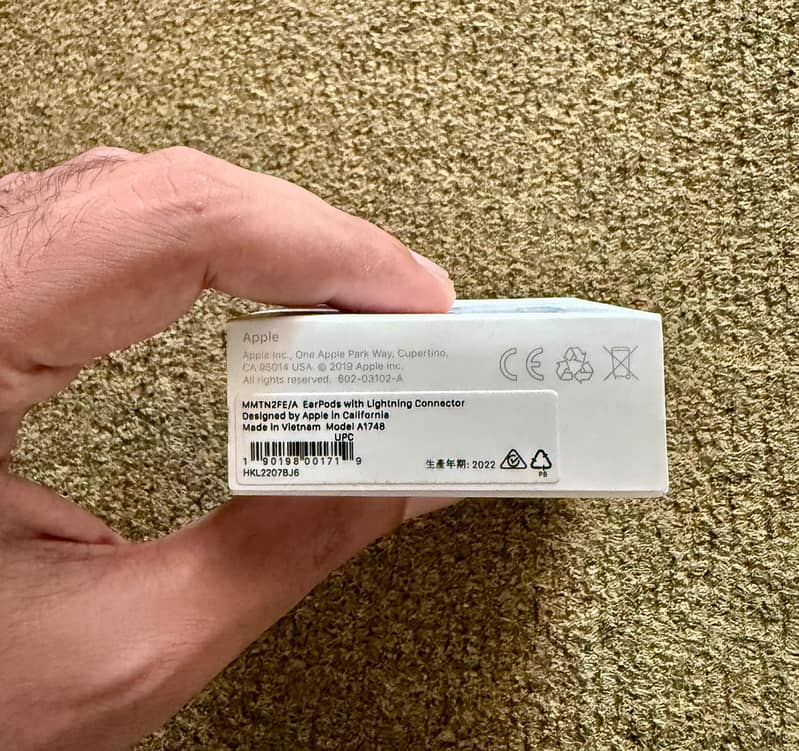 Apple
Apple Inc., One Apple Park Way, Cupertino,
CA 95014 USA. © 2019 Apple Inc.
All rights reserved. 602-03102-A
CE
MMTN2FE/A EarPods with Lightning Connector
Designed by Apple in California
Made in Vietnam Model A1748
UPC
1 90198 00171 9
HKL2207BJ6
生產年期: 2022
PB